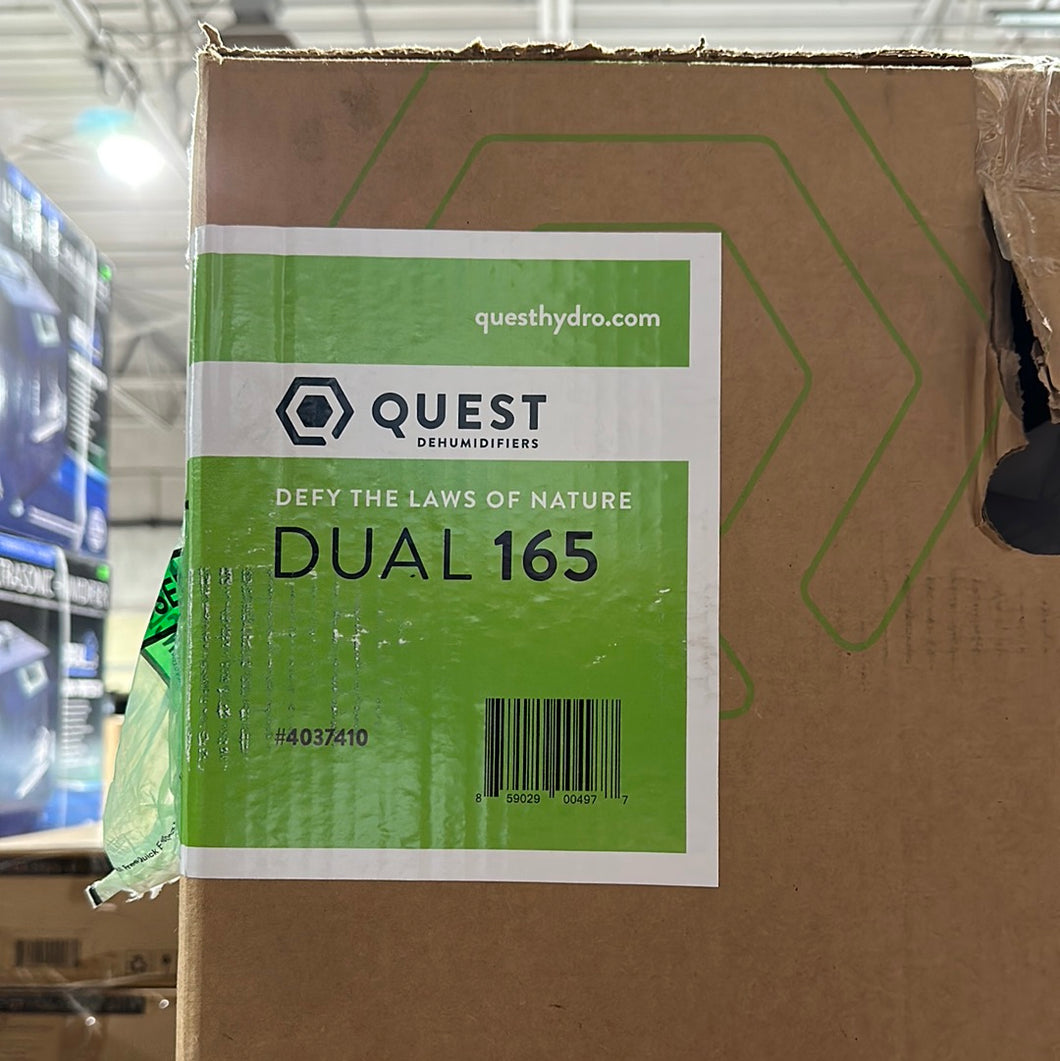 questhydro.com
QUEST
DEHUMIDIFIERS
DEFY THE LAWS OF NATURE
DUAL 165
#4037410
8 59029 00497 7